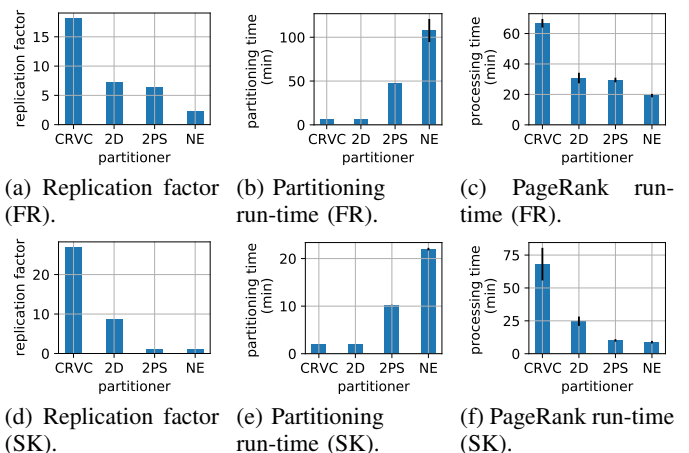 15
10
5
0
replication factor
CRVC 2D 2PS NE
partitioner
100
50
0
partitioning time
(min)
CRVC 2D 2PS NE
partitioner
60
40
20
0
processing time
(min)
CRVC 2D 2PS NE
partitioner
(a) Replication factor
(FR).
(b) Partitioning
run-time (FR).
(c) PageRank run-
time (FR).
20
10
0
replication factor
CRVC 2D 2PS NE
partitioner
20
10
0
partitioning time
(min)
CRVC 2D 2PS NE
partitioner
75
50
25
0
processing time
(min)
CRVC 2D 2PS NE
partitioner
(d) Replication factor
(SK).
(e) Partitioning
run-time (SK).
(f) PageRank run-time
(SK).